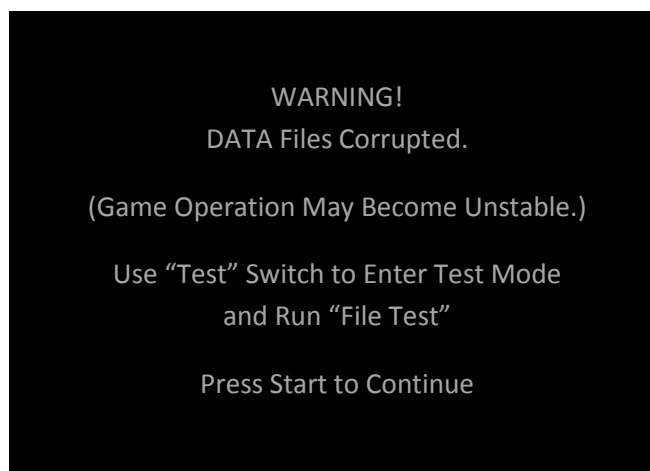 WARNING!
DATA Files Corrupted.
(Game Operation May Become Unstable.)
Use “Test” Switch to Enter Test Mode
and Run “File Test”
Press Start to Continue